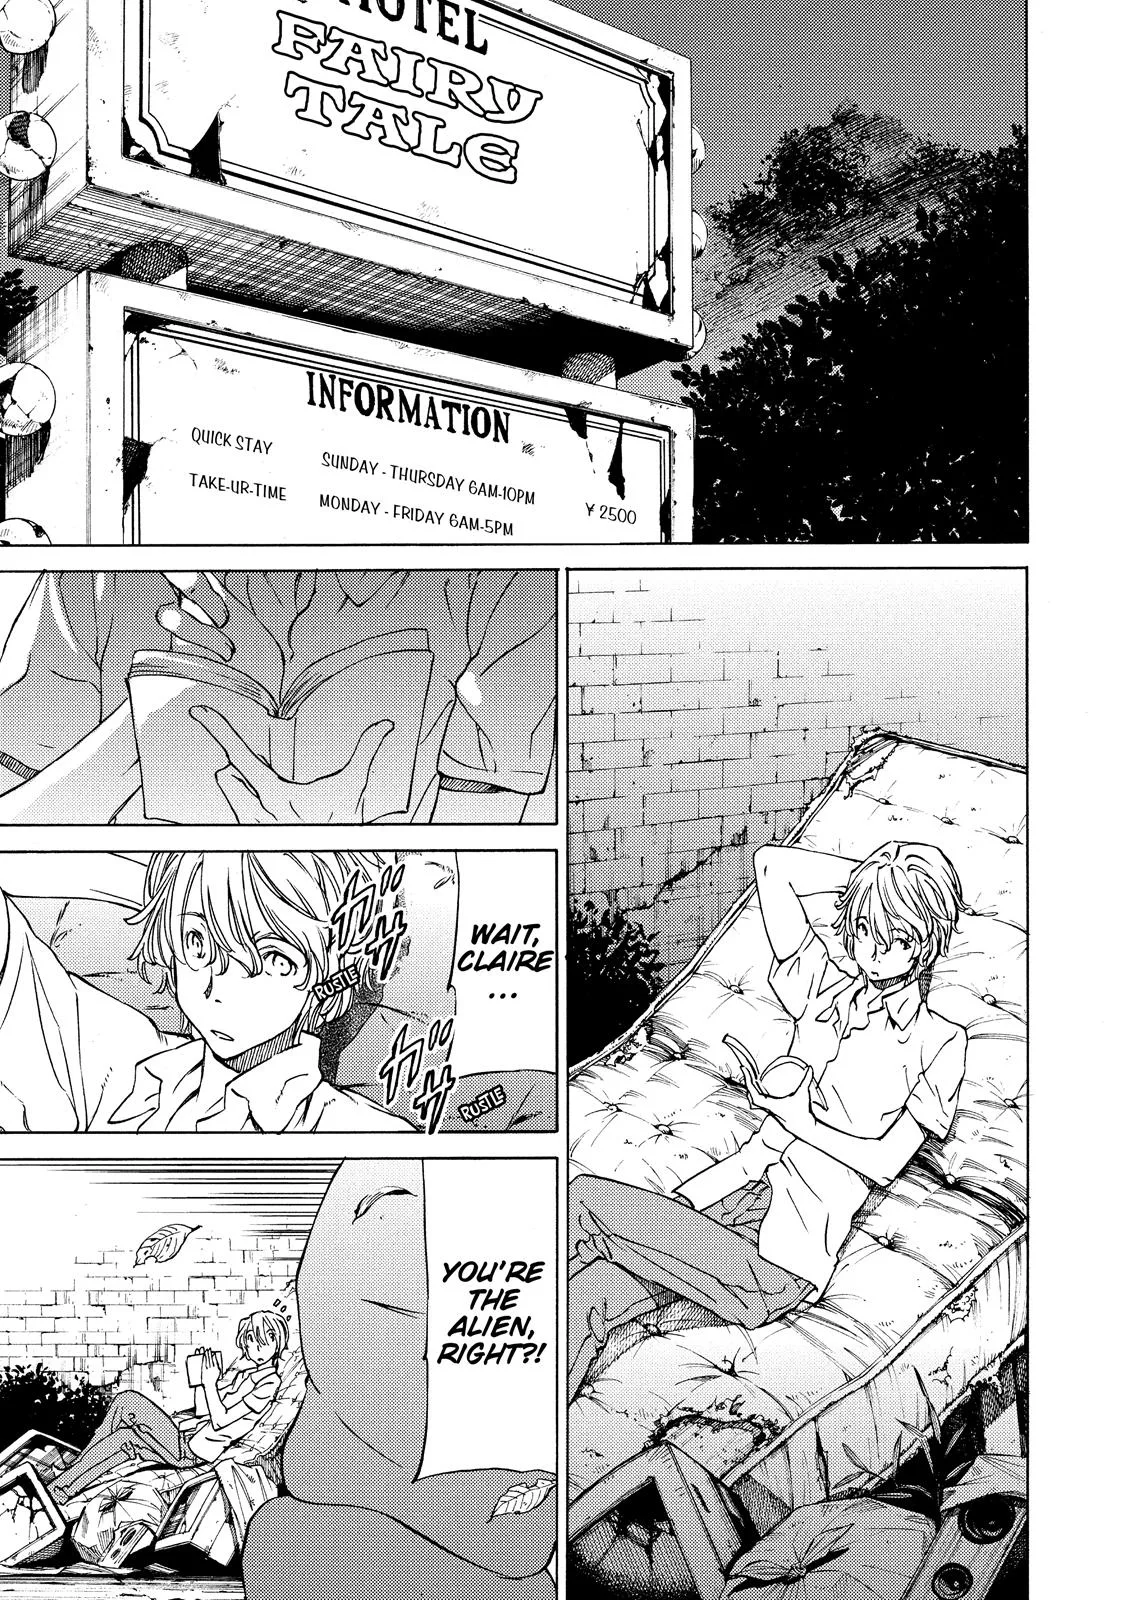 HOTEL
FAIRY
TALE
INFORMATION
QUICK STAY SUNDAY - THURSDAY 6AM-10PM
TAKE-UR-TIME MONDAY - FRIDAY 6AM-5PM ¥ 2500
WAIT,
CLAIRE
...
ガサ
RUSTLE
ガサ
RUSTLE
YOU'RE
THE
ALIEN,
RIGHT?!